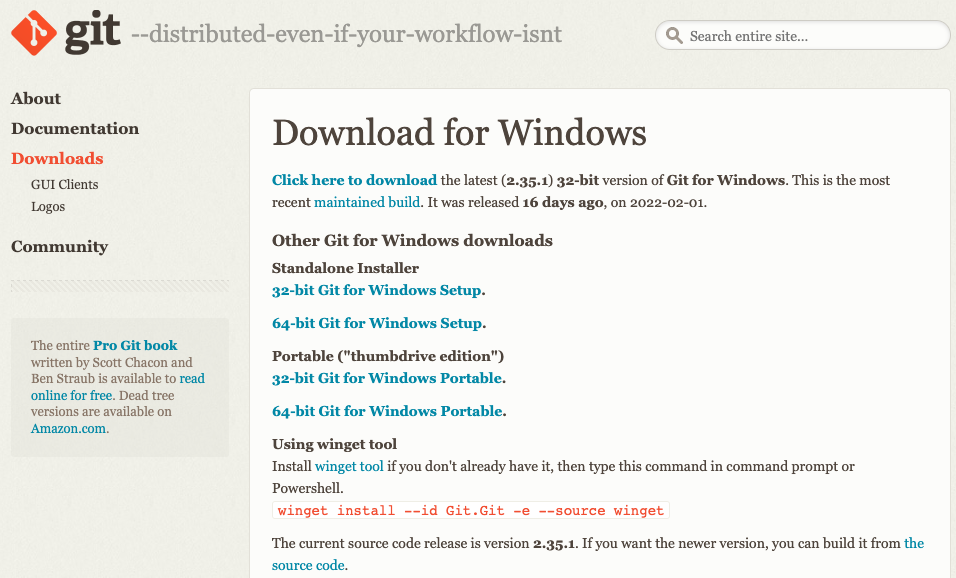 git --distributed-even-if-your-workflow-isnt
Search entire site...
About
Documentation
Downloads
GUI Clients
Logos
Community
The entire Pro Git book
written by Scott Chacon and
Ben Straub is available to read
online for free. Dead tree
versions are available on
Amazon.com.
Download for Windows
Click here to download the latest (2.35.1) 32-bit version of Git for Windows. This is the most
recent maintained build. It was released 16 days ago, on 2022-02-01.
Other Git for Windows downloads
Standalone Installer
32-bit Git for Windows Setup.
64-bit Git for Windows Setup.
Portable ("thumbdrive edition")
32-bit Git for Windows Portable.
64-bit Git for Windows Portable.
Using winget tool
Install winget tool if you don't already have it, then type this command in command prompt or
Powershell.
winget install --id Git.Git -e --source winget
The current source code release is version 2.35.1. If you want the newer version, you can build it from the
source code.